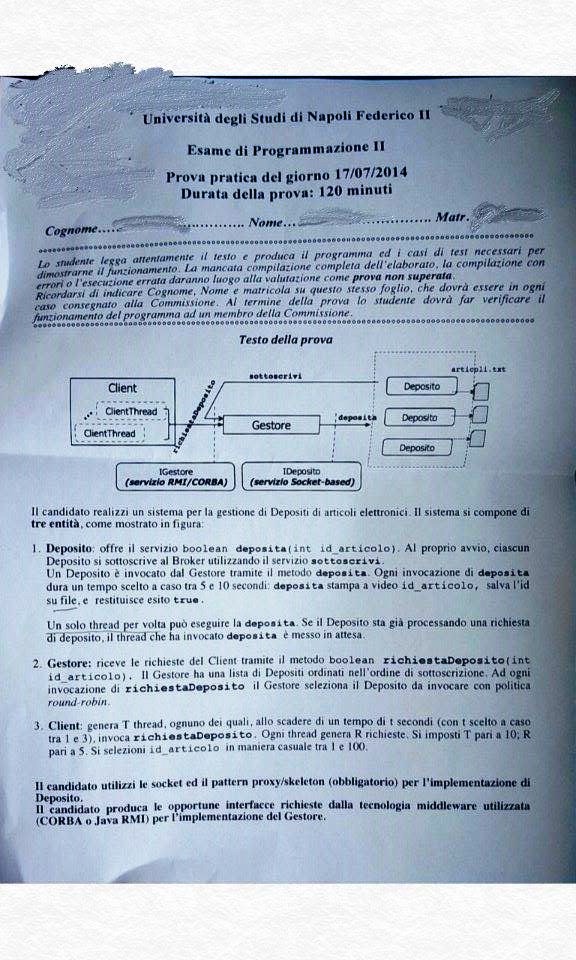 Università degli Studi di Napoli Federico II
Esame di Programmazione II
Prova pratica del giorno 17/07/2014
Durata della prova: 120 minuti
Cognome..... ................ Nome... ................ Matr.
Lo studente legga attentamente il testo e produca il programma ed i casi di test necessari per
dimostrarne il funzionamento. La mancata compilazione completa dell'elaborato, la compilazione con
errori o l'esecuzione errata daranno luogo alla valutazione come prova non superata.
Ricordarsi di indicare Cognome, Nome e matricola su questo stesso foglio, che dovrà essere in ogni
caso consegnato alla Commissione. Al termine della prova lo studente dovrà far verificare il
funzionamento del programma ad un membro della Commissione.
Testo della prova
articoli.txt
sottoscrivi
Client
Deposito
richiestaDeposito
... ClientThread
deposita
Deposito
Gestore
ClientThread
Deposito
IGestore
(servizio RMI/CORBA)
IDeposito
(servizio Socket-based)
Il candidato realizzi un sistema per la gestione di Depositi di articoli elettronici. Il sistema si compone di
tre entità, come mostrato in figura:
1. Deposito: offre il servizio boolean deposita(int id_articolo). Al proprio avvio, ciascun
Deposito si sottoscrive al Broker utilizzando il servizio sottoscrivi.
Un Deposito è invocato dal Gestore tramite il metodo deposita. Ogni invocazione di deposita
dura un tempo scelto a caso tra 5 e 10 secondi: deposita stampa a video id_articolo, salva l'id
su file, e restituisce esito true.
Un solo thread per volta può eseguire la deposita. Se il Deposito sta già processando una richiesta
di deposito, il thread che ha invocato deposita è messo in attesa.
2. Gestore: riceve le richieste del Client tramite il metodo boolean richiestaDeposito(int
id_articolo). Il Gestore ha una lista di Depositi ordinati nell'ordine di sottoscrizione. Ad ogni
invocazione di richiestaDeposito il Gestore seleziona il Deposito da invocare con politica
round-robin.
3. Client: genera T thread, ognuno dei quali, allo scadere di un tempo di t secondi (con t scelto a caso
tra 1 e 3), invoca richiestaDeposito. Ogni thread genera R richieste. Si imposti T pari a 10; R
pari a 5. Si selezioni id_articolo in maniera casuale tra 1 e 100.
Il candidato utilizzi le socket ed il pattern proxy/skeleton (obbligatorio) per l'implementazione di
Deposito.
Il candidato produca le opportune interfacce richieste dalla tecnologia middleware utilizzata
(CORBA o Java RMI) per l'implementazione del Gestore.